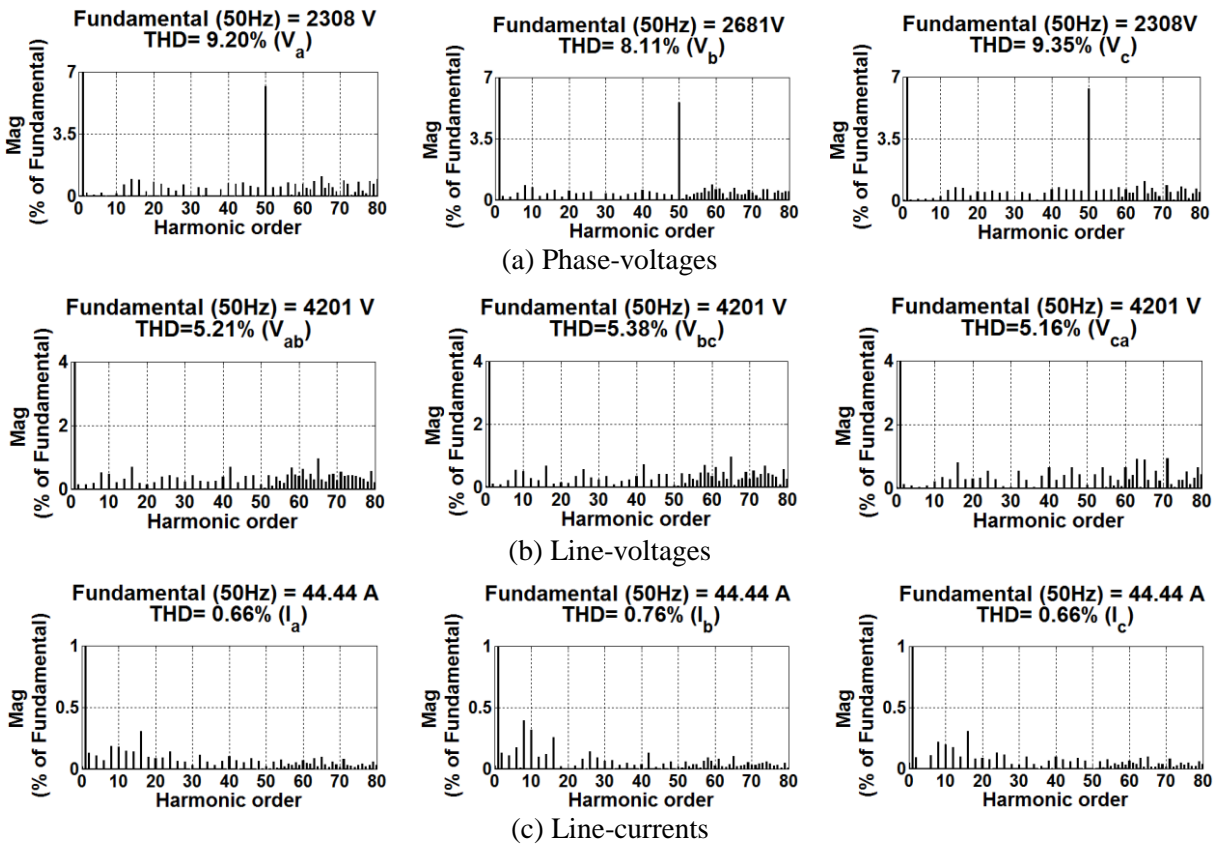 Fundamental (50Hz) = 2308 V
THD= 9.20% (Va)
Mag
(% of Fundamental)
7
3.5
0
10 20 30 40 50 60 70 80
Harmonic order
Fundamental (50Hz) = 2681V
THD= 8.11% (Vb)
Mag
(% of Fundamental)
7
3.5
0
10 20 30 40 50 60 70 80
Harmonic order
Fundamental (50Hz) = 2308V
THD= 9.35% (Vc)
Mag
(% of Fundamental)
7
3.5
0
10 20 30 40 50 60 70 80
Harmonic order
(a) Phase-voltages
Fundamental (50Hz) = 4201 V
THD=5.21% (Vab)
Mag
(% of Fundamental)
4
2
0
0 10 20 30 40 50 60 70 80
Harmonic order
Fundamental (50Hz) = 4201 V
THD=5.38% (Vbc)
Mag
(% of Fundamental)
4
2
0
0 10 20 30 40 50 60 70 80
Harmonic order
Fundamental (50Hz) = 4201 V
THD=5.16% (Vca)
Mag
(% of Fundamental)
4
2
0
0 10 20 30 40 50 60 70 80
Harmonic order
(b) Line-voltages
Fundamental (50Hz) = 44.44 A
THD= 0.66% (Ia)
Mag
(% of Fundamental)
1
0.5
0
0 10 20 30 40 50 60 70 80
Harmonic order
Fundamental (50Hz) = 44.44 A
THD= 0.76% (Ib)
Mag
(% of Fundamental)
1
0.5
0
0 10 20 30 40 50 60 70 80
Harmonic order
Fundamental (50Hz) = 44.44 A
THD= 0.66% (Ic)
Mag
(% of Fundamental)
1
0.5
0
0 10 20 30 40 50 60 70 80
Harmonic order
(c) Line-currents